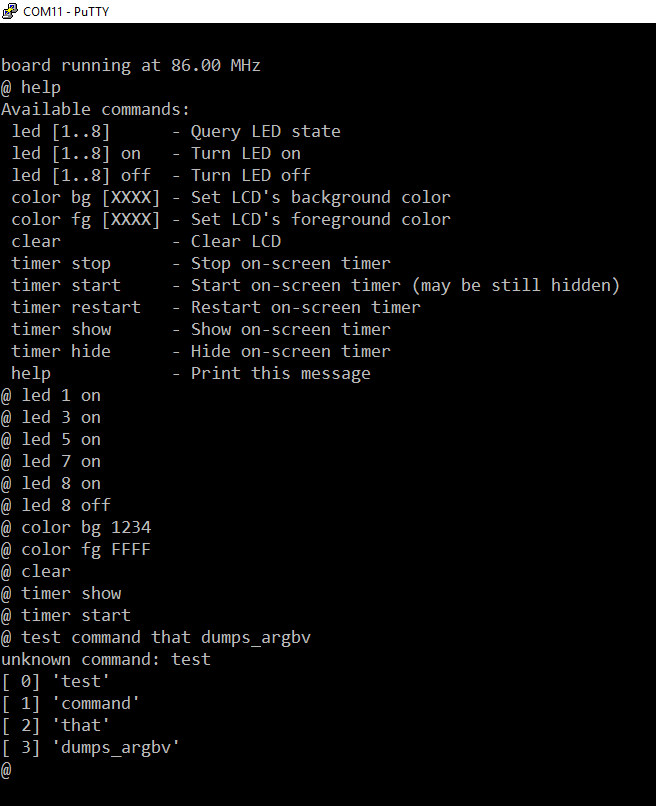 COM11 - PuTTY
board running at 86.00 MHz
@ help
Available commands:
 led [1..8]      - Query LED state
 led [1..8] on   - Turn LED on
 led [1..8] off  - Turn LED off
 color bg [XXXX] - Set LCD's background color
 color fg [XXXX] - Set LCD's foreground color
 clear           - Clear LCD
 timer stop      - Stop on-screen timer
 timer start     - Start on-screen timer (may be still hidden)
 timer restart   - Restart on-screen timer
 timer show      - Show on-screen timer
 timer hide      - Hide on-screen timer
 help            - Print this message
@ led 1 on
@ led 3 on
@ led 5 on
@ led 7 on
@ led 8 on
@ led 8 off
@ color bg 1234
@ color fg FFFF
@ clear
@ timer show
@ timer start
@ test command that dumps_argbv
unknown command: test
[ 0] 'test'
[ 1] 'command'
[ 2] 'that'
[ 3] 'dumps_argbv'
@